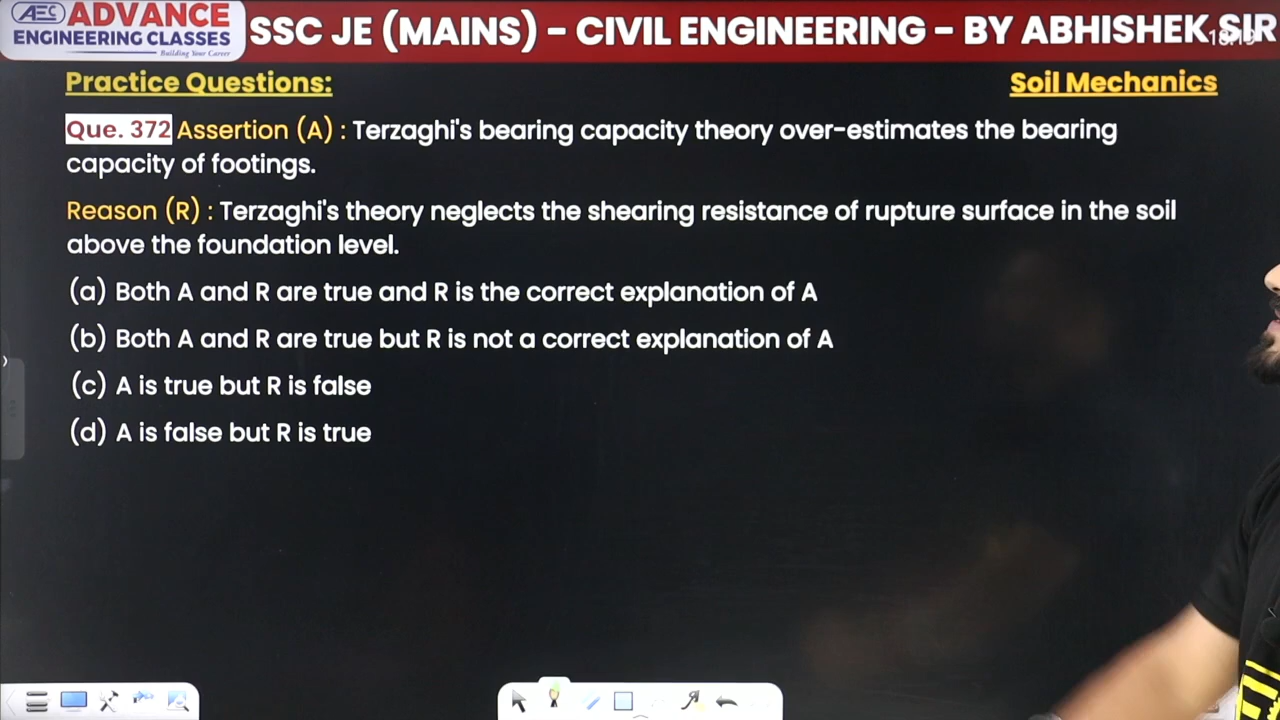 AEC ADVANCE
ENGINEERING CLASSES
Building Your Career
SSC JE (MAINS) – CIVIL ENGINEERING – BY ABHISHEK SIR
Practice Questions:
Soil Mechanics
Que. 372 Assertion (A) : Terzaghi's bearing capacity theory over-estimates the bearing
capacity of footings.
Reason (R) : Terzaghi's theory neglects the shearing resistance of rupture surface in the soil
above the foundation level.
(a) Both A and R are true and R is the correct explanation of A
(b) Both A and R are true but R is not a correct explanation of A
(c) A is true but R is false
(d) A is false but R is true